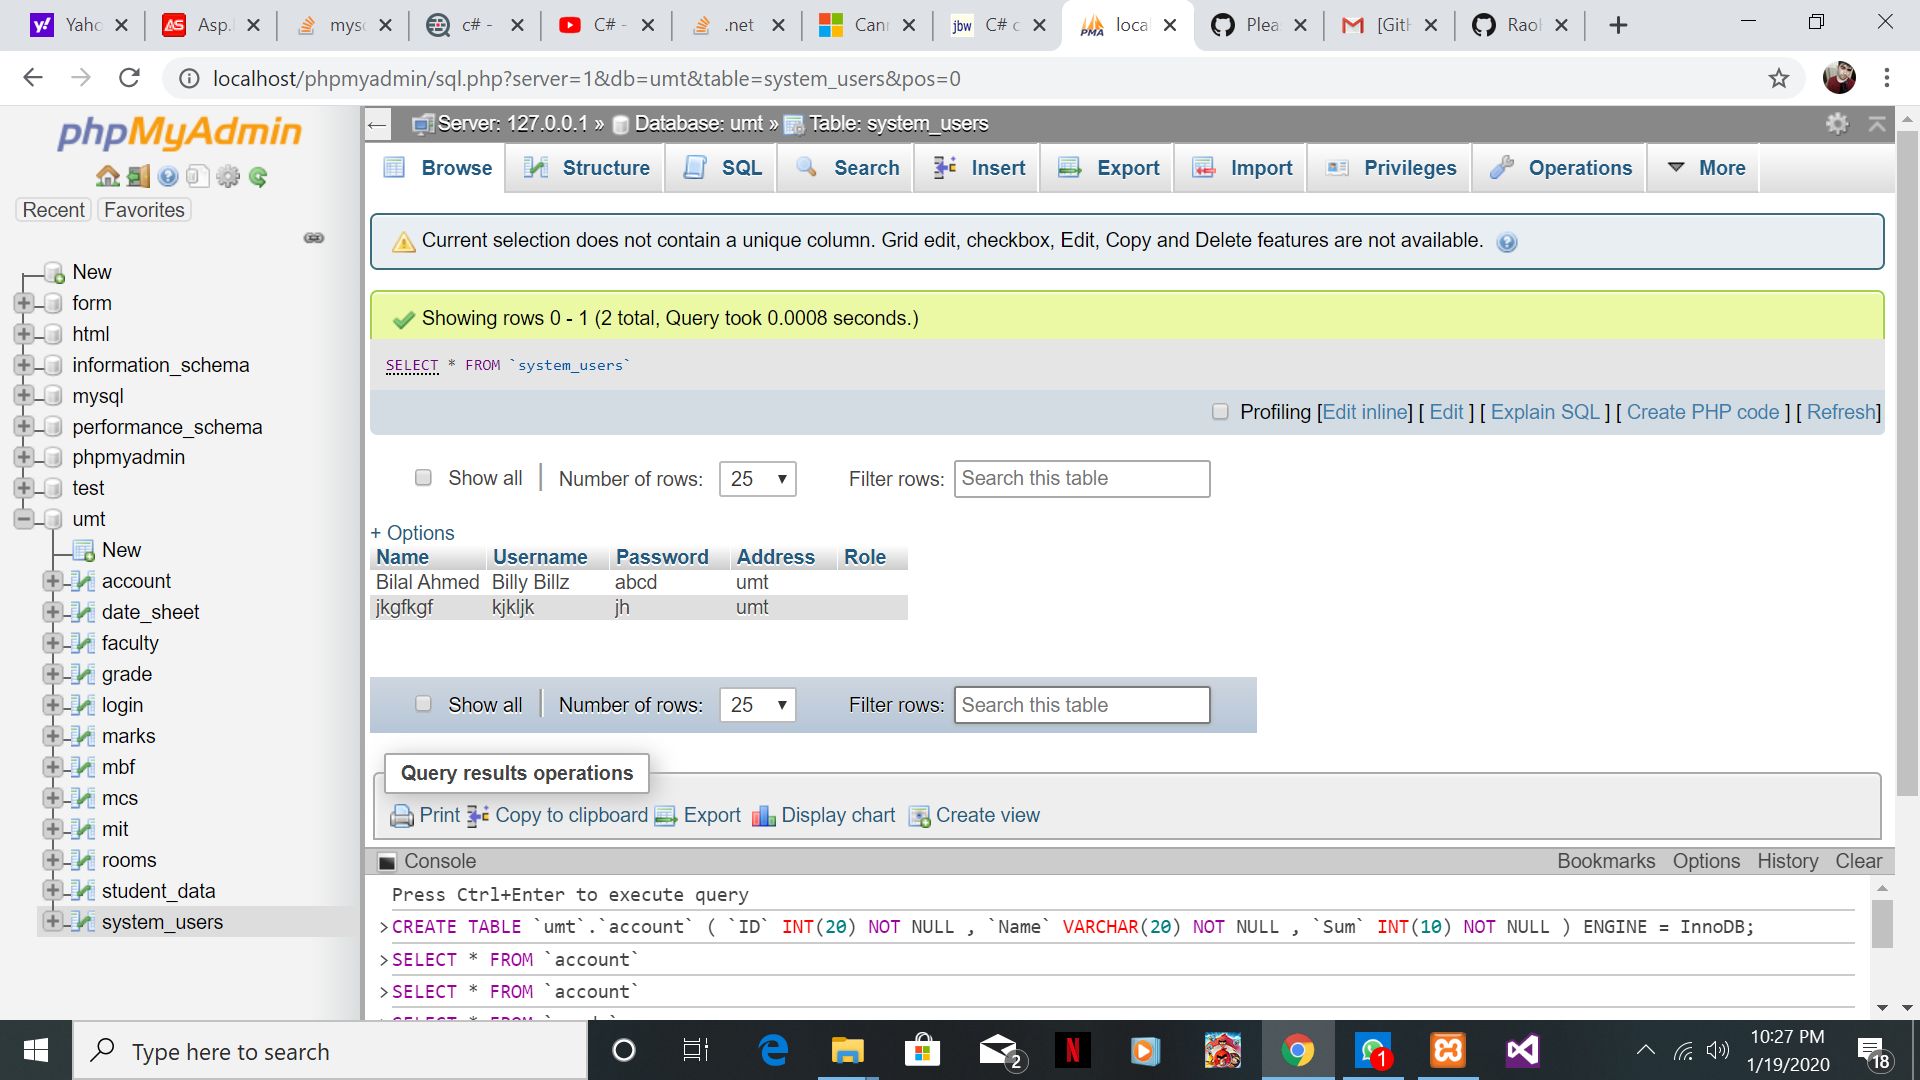 Yaho
Asp.
mys
c# -
C# -
.net
Can
jbw C# c
PMA local
Plea
[GitH
Raol
localhost/phpmyadmin/sql.php?server=1&db=umt&table=system_users&pos=0
phpMyAdmin
Recent Favorites
New
form
html
information_schema
mysql
performance_schema
phpmyadmin
test
umt
New
account
date_sheet
faculty
grade
login
marks
mbf
mcs
mit
rooms
student_data
system_users
Server: 127.0.0.1 » Database: umt » Table: system_users
Browse Structure SQL Search Insert Export Import Privileges Operations More
Current selection does not contain a unique column. Grid edit, checkbox, Edit, Copy and Delete features are not available.
Showing rows 0 - 1 (2 total, Query took 0.0008 seconds.)
SELECT * FROM `system_users`
Profiling [Edit inline] [ Edit ] [ Explain SQL ] [ Create PHP code ] [ Refresh]
Show all Number of rows: 25 Filter rows: Search this table
+ Options
Name Username Password Address Role
Bilal Ahmed Billy Billz abcd umt
jkgfkgf kjkljk jh umt
Show all Number of rows: 25 Filter rows: Search this table
Query results operations
Print Copy to clipboard Export Display chart Create view
Console Bookmarks Options History Clear
Press Ctrl+Enter to execute query
>CREATE TABLE `umt`.`account` ( `ID` INT(20) NOT NULL , `Name` VARCHAR(20) NOT NULL , `Sum` INT(10) NOT NULL ) ENGINE = InnoDB;
>SELECT * FROM `account`
>SELECT * FROM `account`
Type here to search
2
N
1
10:27 PM
1/19/2020
18